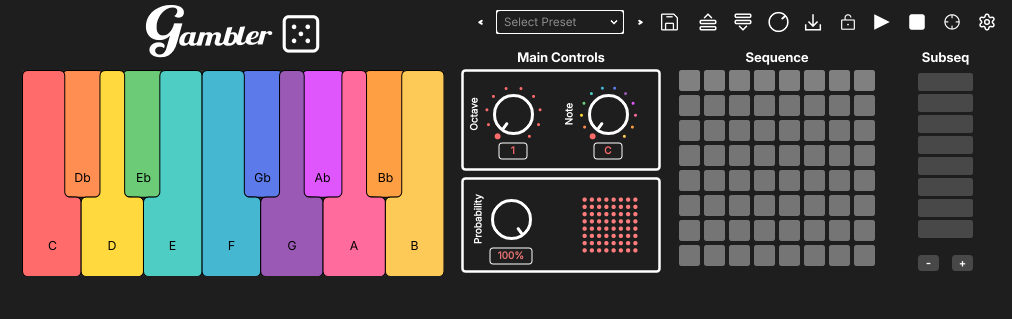 Gambler
Select Preset
Main Controls
Sequence
Subseq
Octave
Note
1
C
Db
Eb
Gb
Ab
Bb
Probability
C
D
E
F
G
A
B
100%
-
+